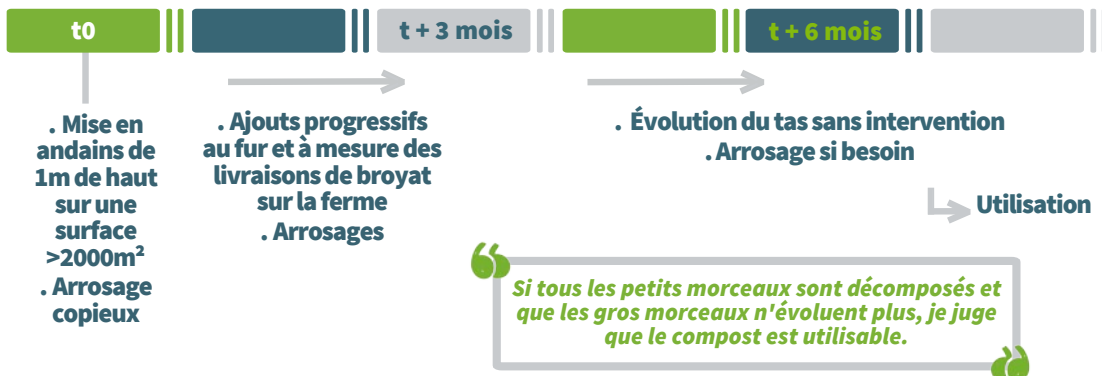 t0
t + 3 mois
t + 6 mois
. Mise en
andains de
1m de haut
sur une
surface
>2000m²
. Arrosage
copieux
. Ajouts progressifs
au fur et à mesure des
livraisons de broyat
sur la ferme
. Arrosages
. Évolution du tas sans intervention
. Arrosage si besoin
Utilisation
❝
Si tous les petits morceaux sont décomposés et
que les gros morceaux n'évoluent plus, je juge
que le compost est utilisable.
❞